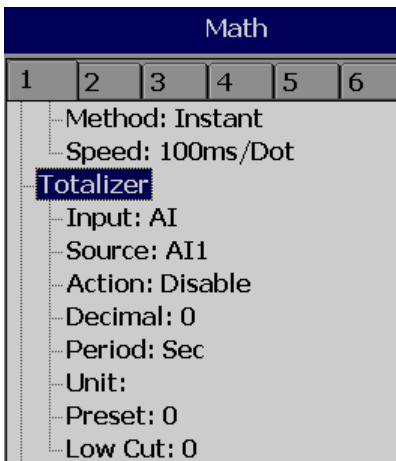 Math
1 2 3 4 5 6
Method: Instant
Speed: 100ms/Dot
Totalizer
Input: AI
Source: AI1
Action: Disable
Decimal: 0
Period: Sec
Unit:
Preset: 0
Low Cut: 0